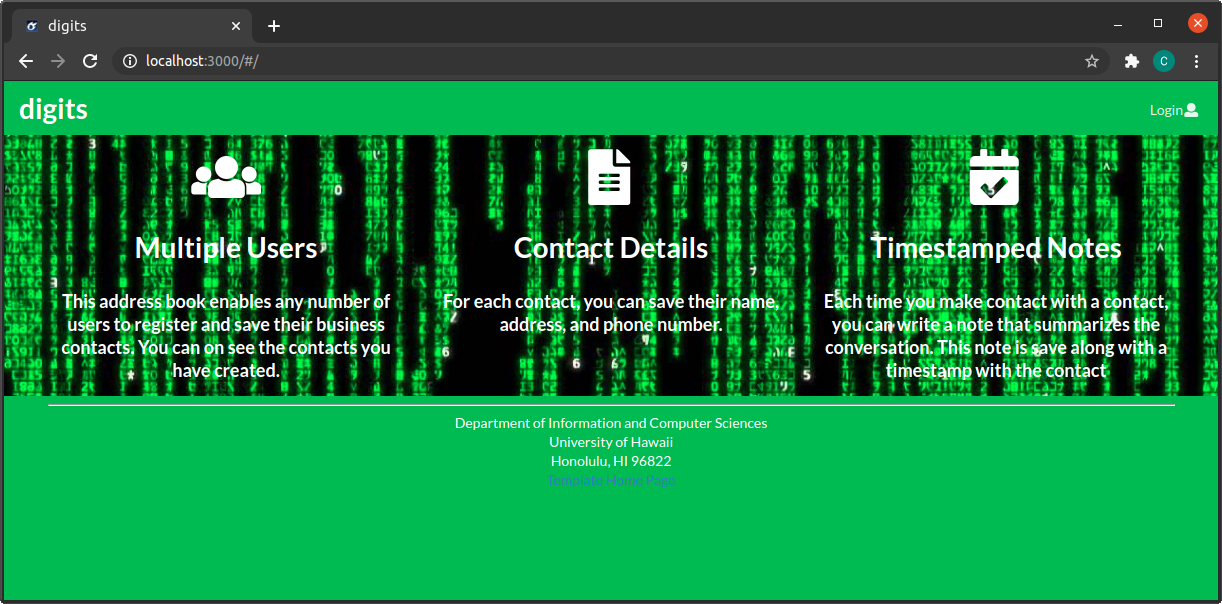 digits
localhost:3000/#/
C
digits
Login
Multiple Users
This address book enables any number of
users to register and save their business
contacts. You can on see the contacts you
have created.
Contact Details
For each contact, you can save their name,
address, and phone number.
Timestamped Notes
Each time you make contact with a contact,
you can write a note that summarizes the
conversation. This note is save along with a
timestamp with the contact
Department of Information and Computer Sciences
University of Hawaii
Honolulu, HI 96822
Template Home Page